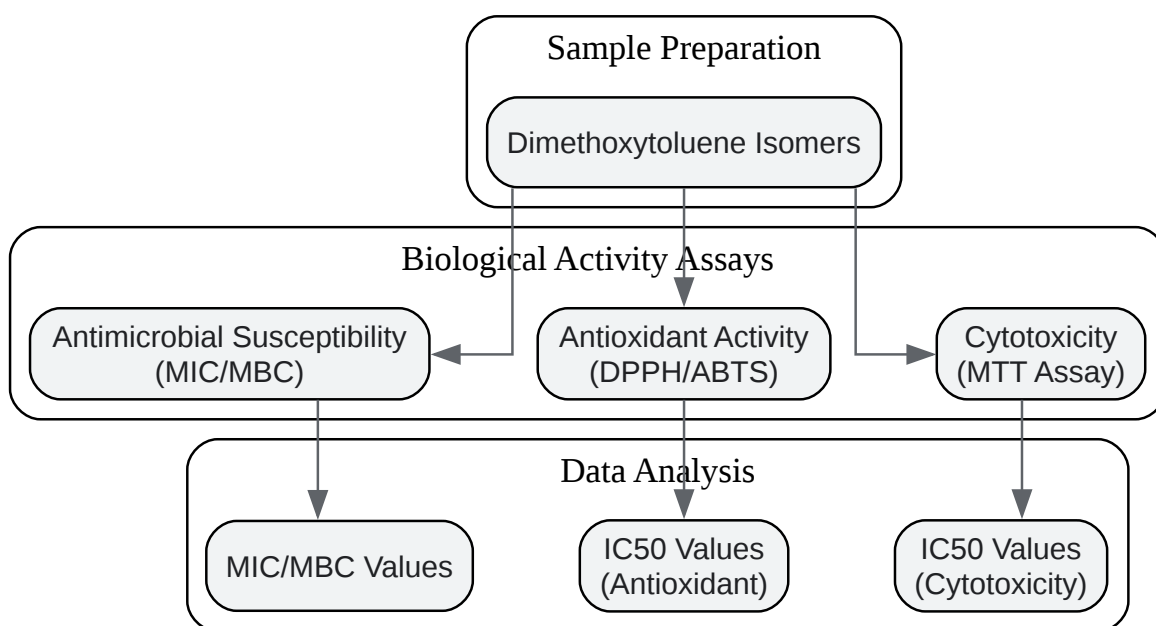 Sample Preparation
Dimethoxytoluene Isomers
Biological Activity Assays
Antimicrobial Susceptibility
(MIC/MBC)
Antioxidant Activity
(DPPH/ABTS)
Cytotoxicity
(MTT Assay)
Data Analysis
MIC/MBC Values
IC50 Values
(Antioxidant)
IC50 Values
(Cytotoxicity)